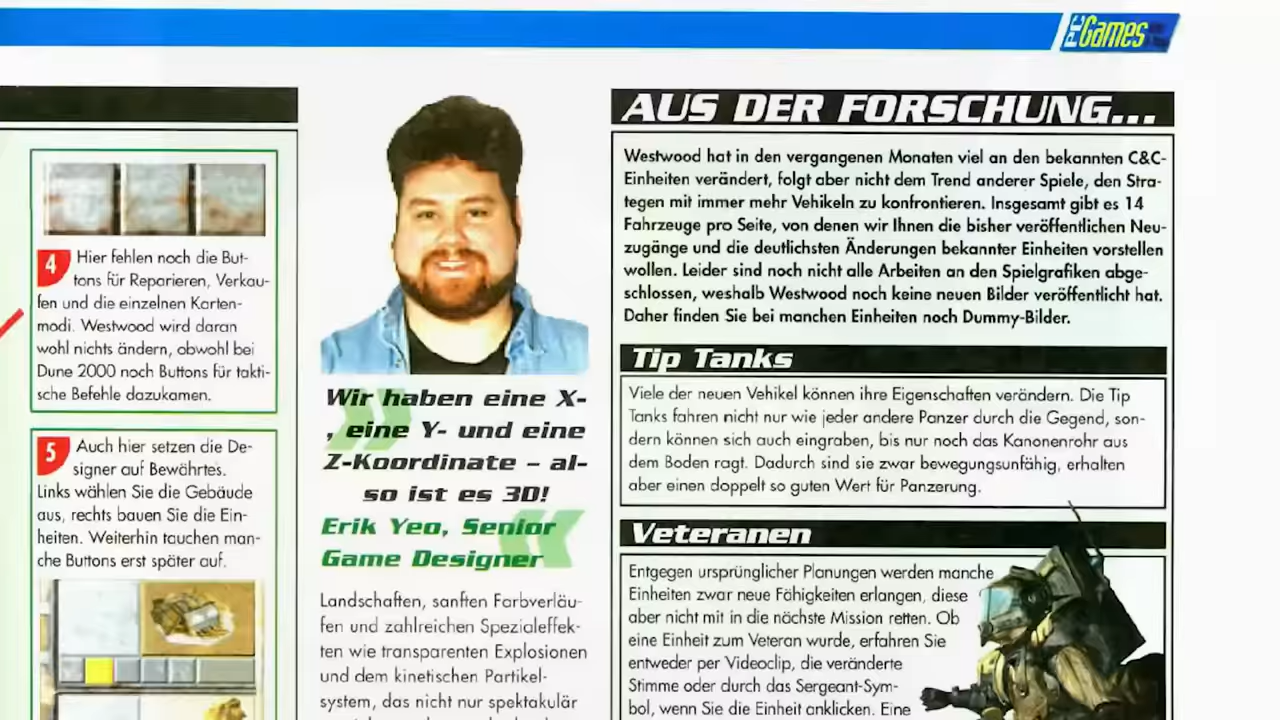 PC Games
4 Hier fehlen noch die But-
tons für Reparieren, Verkau-
fen und die einzelnen Karten-
modi. Westwood wird daran
wohl nichts ändern, obwohl bei
Dune 2000 noch Buttons für takti-
sche Befehle dazukamen.
5 Auch hier setzen die De-
signer auf Bewährtes.
Links wählen Sie die Gebäude
aus, rechts bauen Sie die Ein-
heiten. Weiterhin tauchen man-
che Buttons erst später auf.
Wir haben eine X-
, eine Y- und eine
Z-Koordinate – al-
so ist es 3D!
Erik Yeo, Senior
Game Designer
Landschaften, sanften Farbverläu-
fen und zahlreichen Spezialeffek-
ten wie transparenten Explosionen
und dem kinetischen Partikel-
system, das nicht nur spektakulär
AUS DER FORSCHUNG...
Westwood hat in den vergangenen Monaten viel an den bekannten C&C-
Einheiten verändert, folgt aber nicht dem Trend anderer Spiele, den Stra-
tegen mit immer mehr Vehikeln zu konfrontieren. Insgesamt gibt es 14
Fahrzeuge pro Seite, von denen wir Ihnen die bisher veröffentlichen Neu-
zugänge und die deutlichsten Änderungen bekannter Einheiten vorstellen
wollen. Leider sind noch nicht alle Arbeiten an den Spielgrafiken abge-
schlossen, weshalb Westwood noch keine neuen Bilder veröffentlicht hat.
Daher finden Sie bei manchen Einheiten noch Dummy-Bilder.
Tip Tanks
Viele der neuen Vehikel können ihre Eigenschaften verändern. Die Tip
Tanks fahren nicht nur wie jeder andere Panzer durch die Gegend, son-
dern können sich auch eingraben, bis nur noch das Kanonenrohr aus
dem Boden ragt. Dadurch sind sie zwar bewegungsunfähig, erhalten
aber einen doppelt so guten Wert für Panzerung.
Veteranen
Entgegen ursprünglicher Planungen werden manche
Einheiten zwar neue Fähigkeiten erlangen, diese
aber nicht mit in die nächste Mission retten. Ob
eine Einheit zum Veteran wurde, erfahren Sie
entweder per Videoclip, die veränderte
Stimme oder durch das Sergeant-Sym-
bol, wenn Sie die Einheit anklicken. Eine